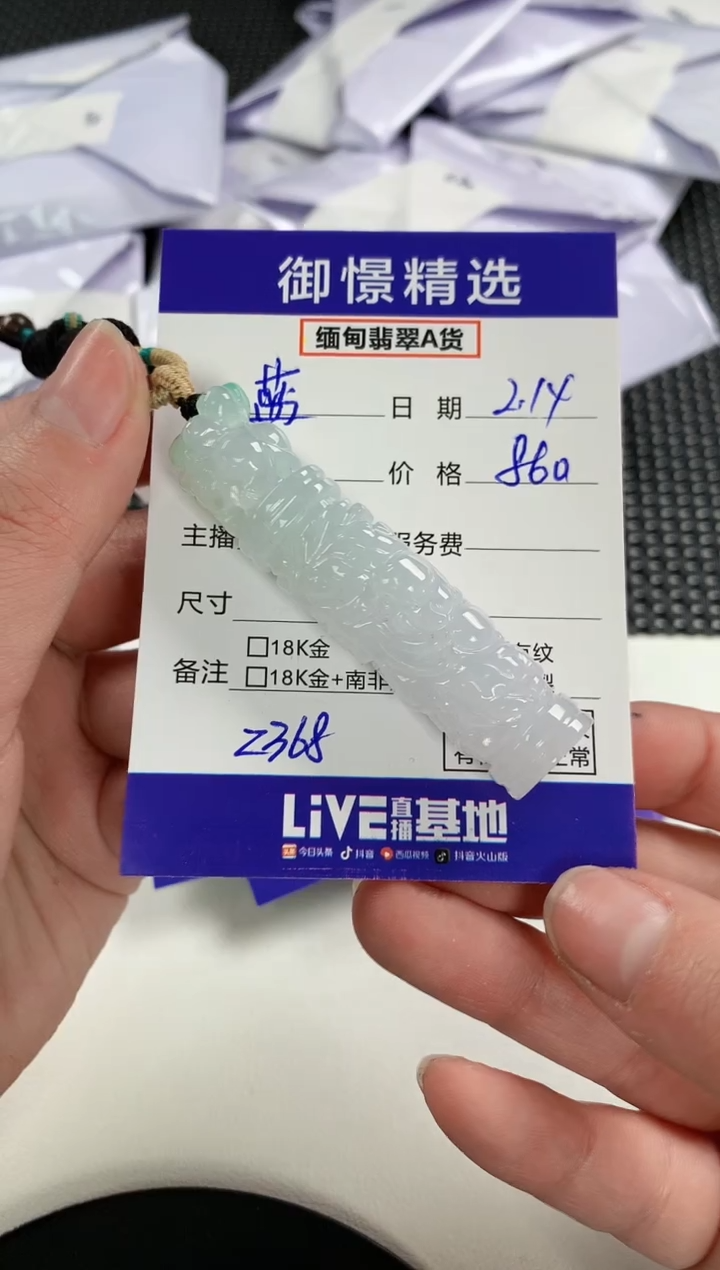 御憬精选
缅甸翡翠A货
蓝 日期 2.14
价格 860
主播 服务费
尺寸
□18K金 纹
备注 □18K金+南非
Z368
常
LiVE直播基地
今日头条 抖音 西瓜视频 抖音火山版